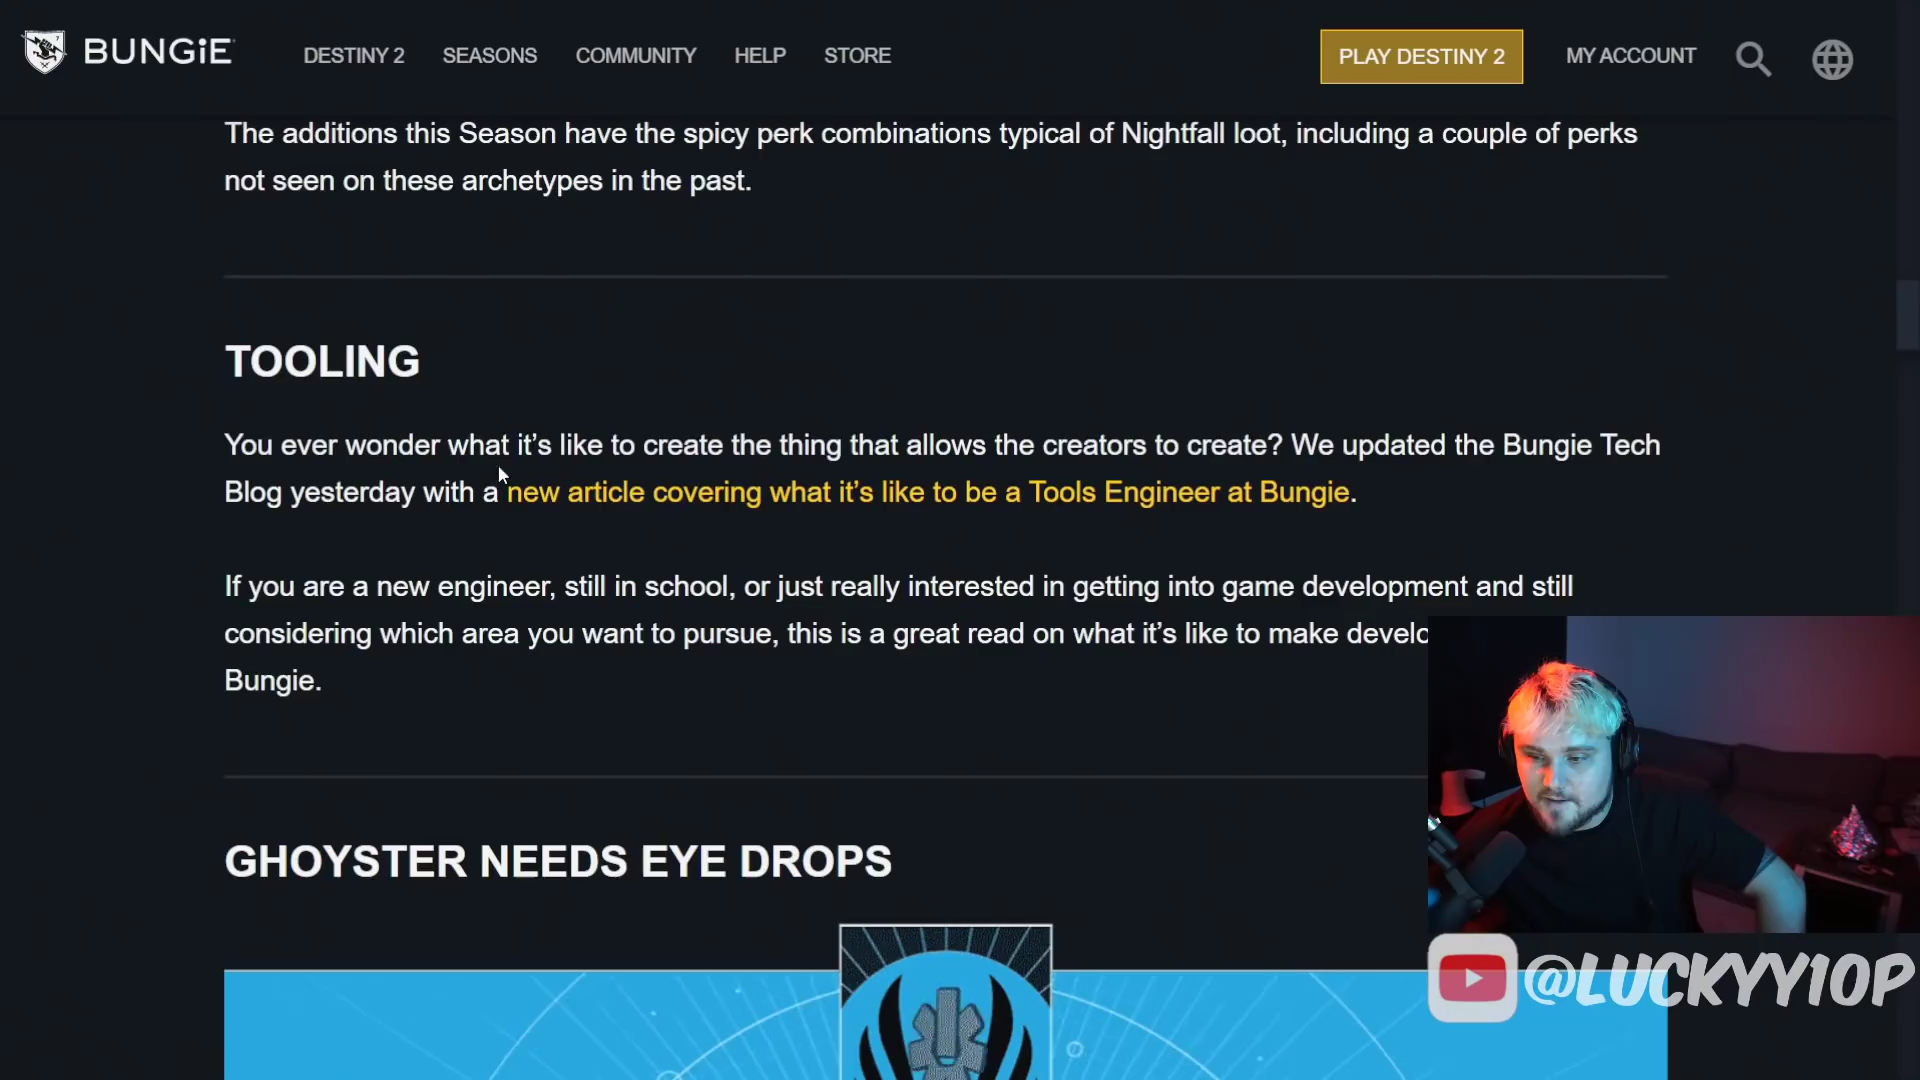 BUNGiE
DESTINY 2 SEASONS COMMUNITY HELP STORE
PLAY DESTINY 2
MY ACCOUNT
The additions this Season have the spicy perk combinations typical of Nightfall loot, including a couple of perks
not seen on these archetypes in the past.
TOOLING
You ever wonder what it’s like to create the thing that allows the creators to create? We updated the Bungie Tech
Blog yesterday with a new article covering what it’s like to be a Tools Engineer at Bungie.
If you are a new engineer, still in school, or just really interested in getting into game development and still
considering which area you want to pursue, this is a great read on what it’s like to make develo
Bungie.
GHOYSTER NEEDS EYE DROPS
@LUCKYY10P